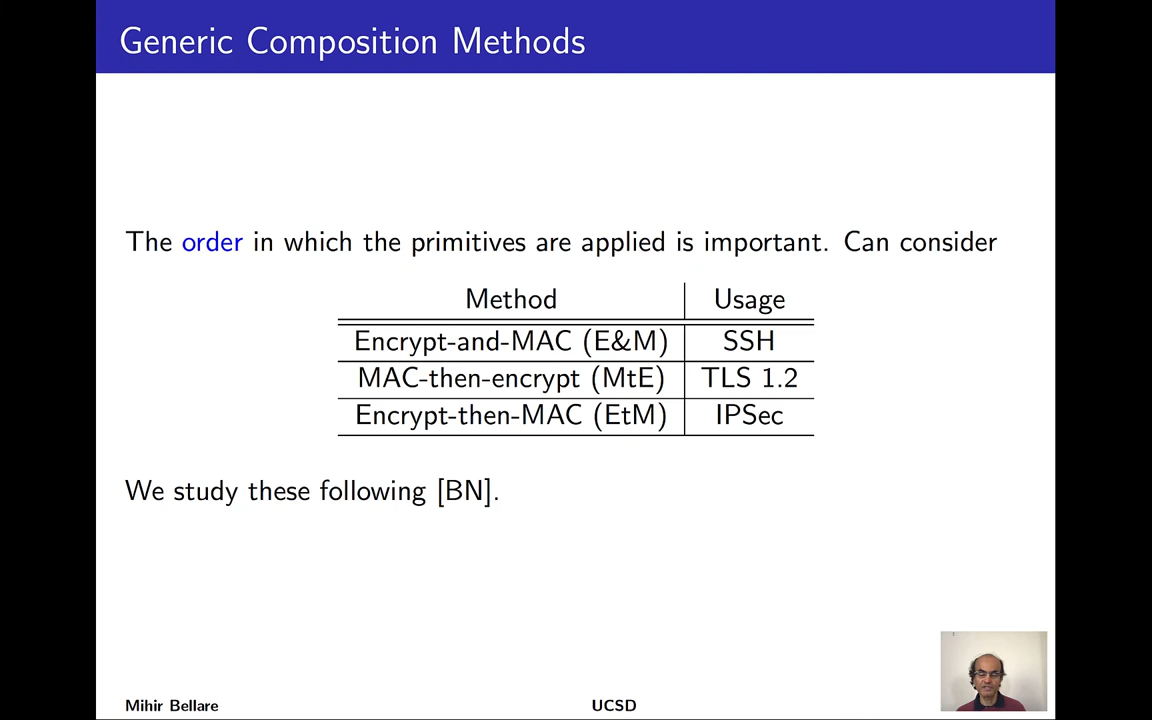 Generic Composition Methods
The order in which the primitives are applied is important. Can consider
Method Usage
Encrypt-and-MAC (E&M) SSH
MAC-then-encrypt (MtE) TLS 1.2
Encrypt-then-MAC (EtM) IPSec
We study these following [BN].
Mihir Bellare UCSD